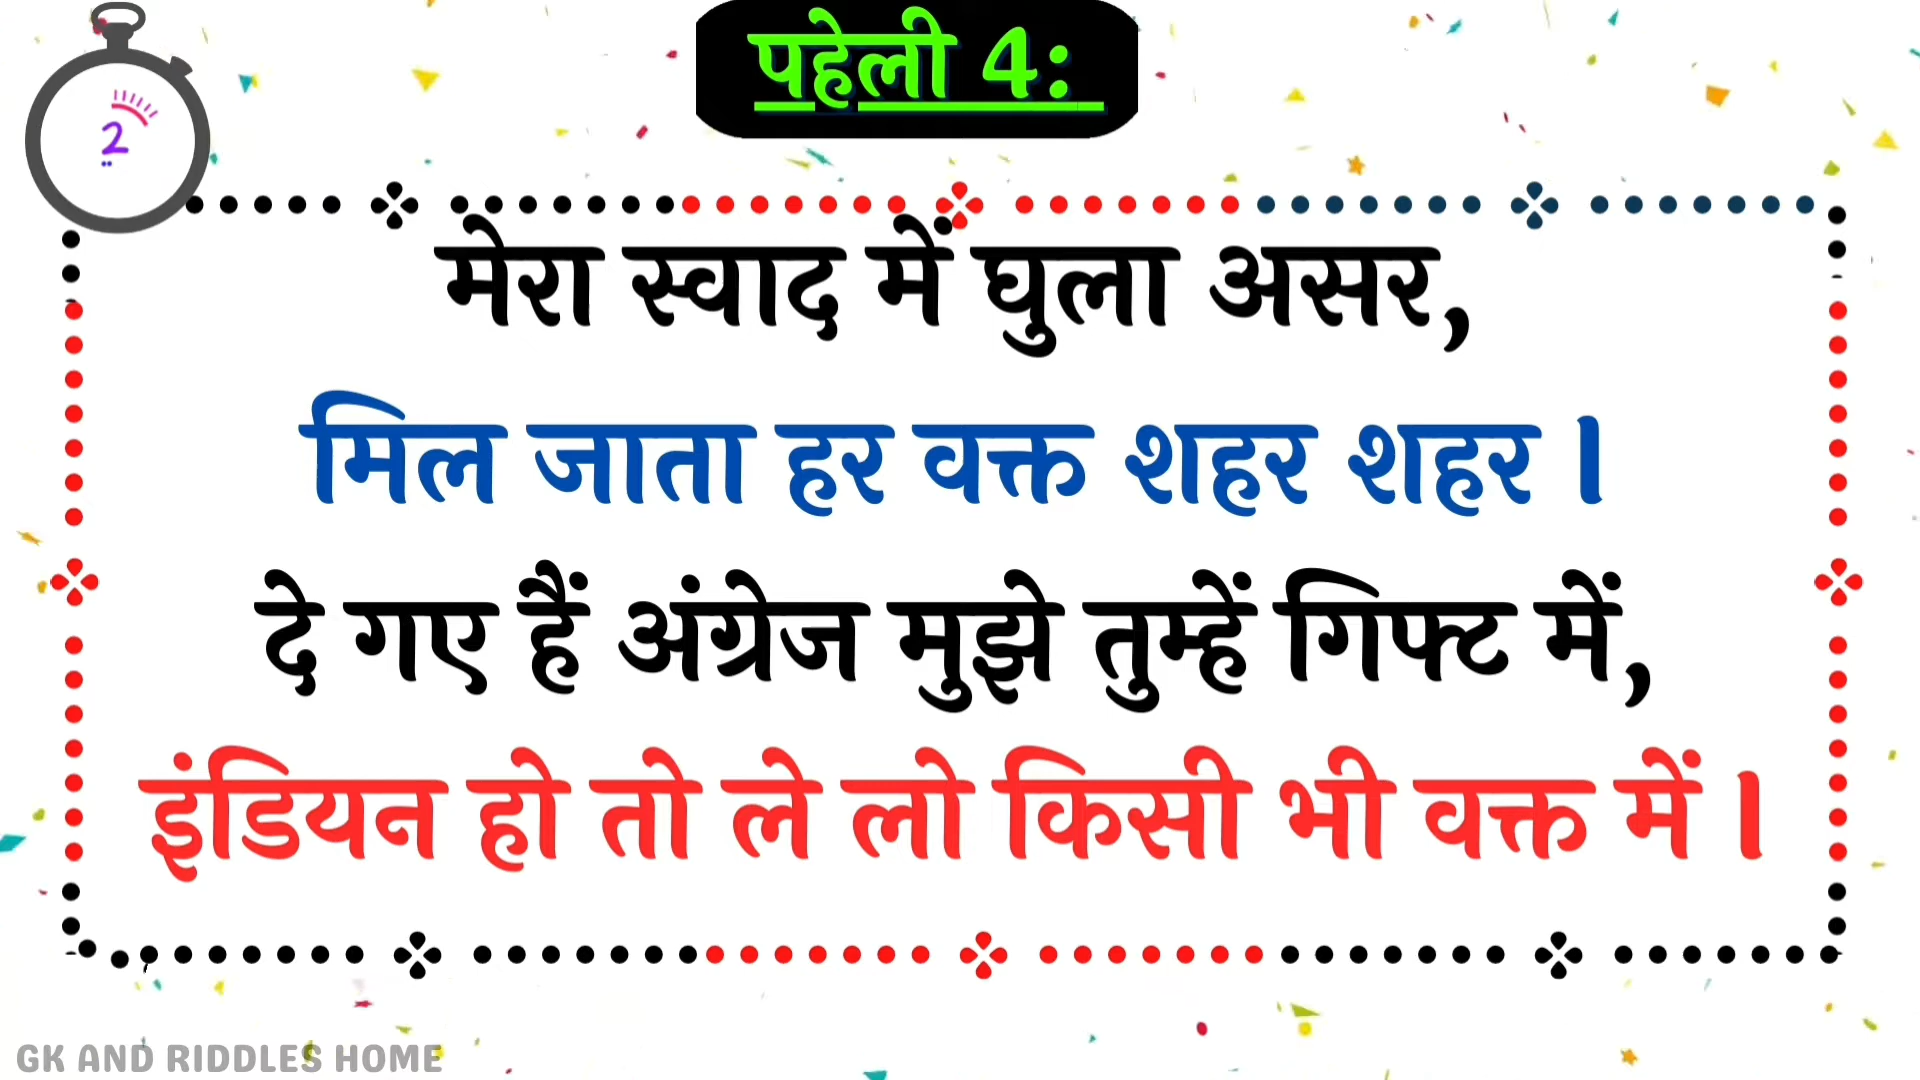 पहेली 4:
2
मेरा स्वाद में घुला असर,
मिल जाता हर वक्त शहर शहर ।
दे गए हैं अंग्रेज मुझे तुम्हें गिफ्ट में,
इंडियन हो तो ले लो किसी भी वक्त में ।
GK AND RIDDLES HOME